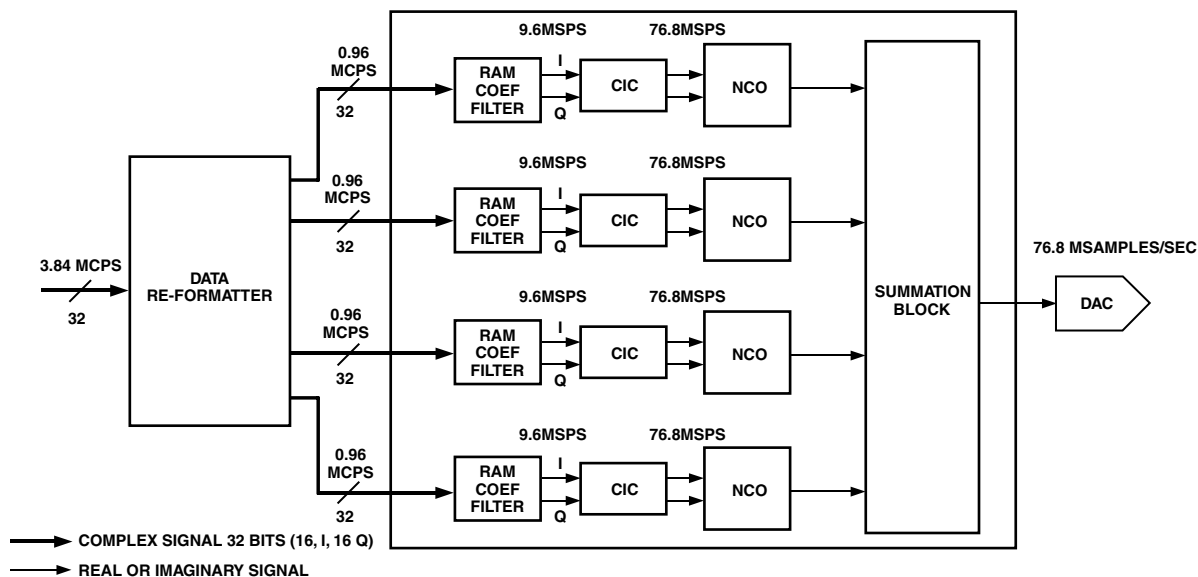 9.6MSPS 76.8MSPS
0.96
MCPS
32
RAM
COEF
FILTER
I
Q
CIC
NCO
9.6MSPS 76.8MSPS
0.96
MCPS
32
RAM
COEF
FILTER
I
Q
CIC
NCO
3.84 MCPS
32
DATA
RE-FORMATTER
SUMMATION
BLOCK
76.8 MSAMPLES/SEC
DAC
9.6MSPS 76.8MSPS
0.96
MCPS
32
RAM
COEF
FILTER
I
Q
CIC
NCO
9.6MSPS 76.8MSPS
0.96
MCPS
32
RAM
COEF
FILTER
I
Q
CIC
NCO
COMPLEX SIGNAL 32 BITS (16, I, 16 Q)
REAL OR IMAGINARY SIGNAL